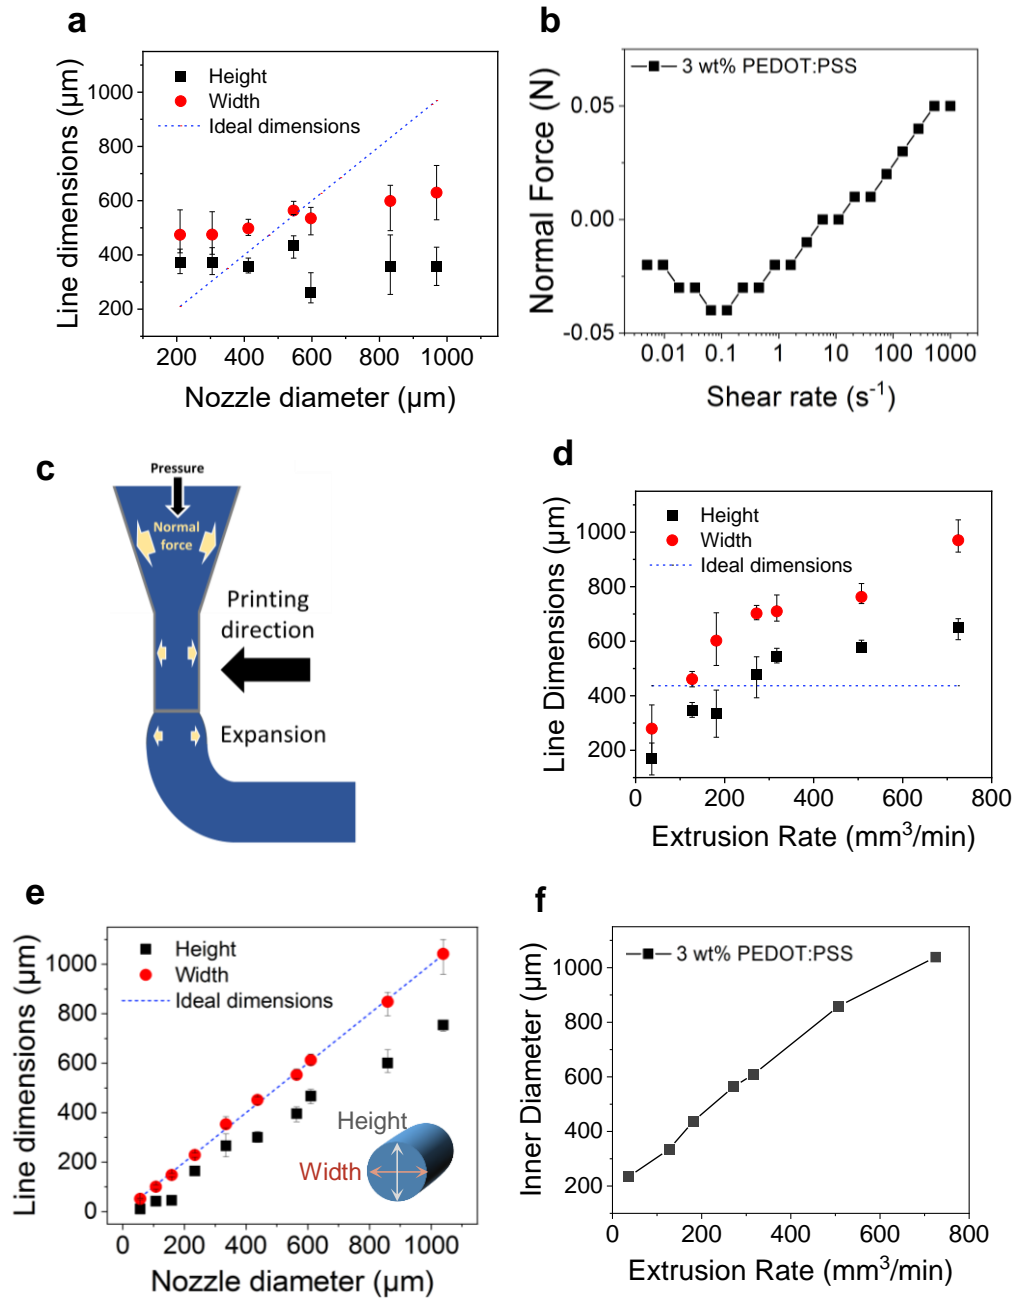 a
Height
Width
Ideal dimensions
1000
800
600
400
200
200 400 600 800 1000
Line dimensions (µm)
Nozzle diameter (µm)
b
3 wt% PEDOT:PSS
0.05
0.00
-0.05
0.01 0.1 1 10 100 1000
Normal Force (N)
Shear rate (s⁻¹)
c
Pressure
Normal
force
Printing
direction
Expansion
d
Height
Width
Ideal dimensions
1000
800
600
400
200
0 200 400 600 800
Line Dimensions (µm)
Extrusion Rate (mm³/min)
e
Height
Width
Ideal dimensions
1000
800
600
400
200
0
0 200 400 600 800 1000
Height
Width
Line dimensions (µm)
Nozzle diameter (µm)
f
3 wt% PEDOT:PSS
1000
800
600
400
200
0 200 400 600 800
Inner Diameter (µm)
Extrusion Rate (mm³/min)